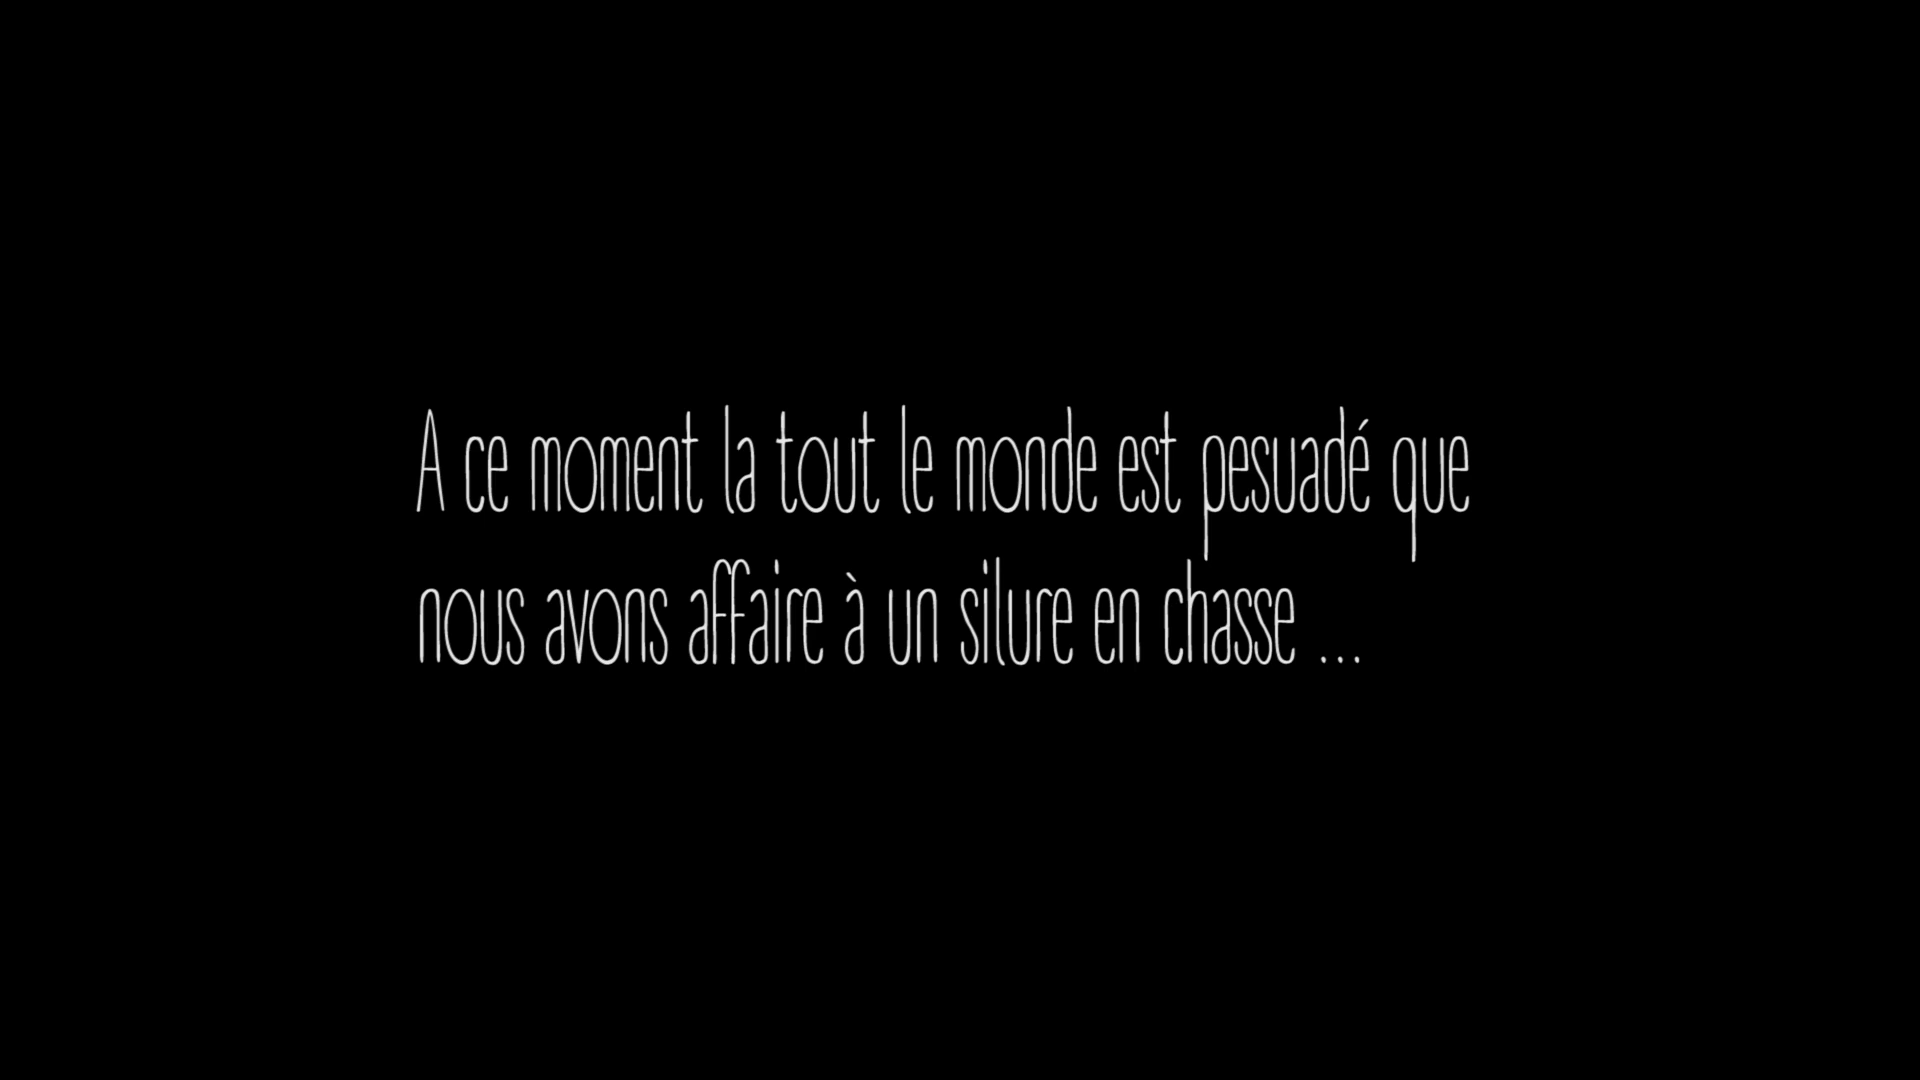 A ce moment la tout le monde est pesuadé que
nous avons affaire à un silure en chasse ...